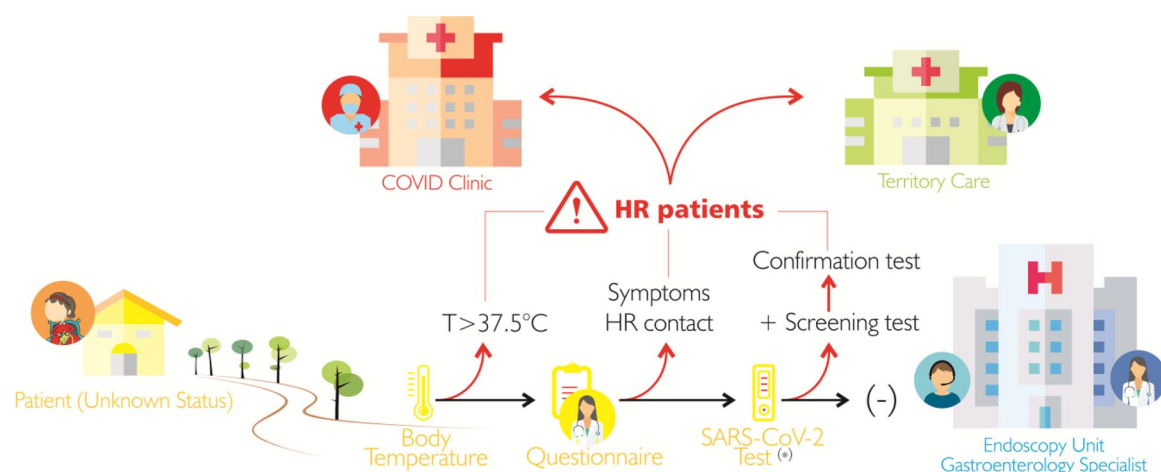 COVID Clinic
Territory Care
HR patients
Confirmation test
Symptoms
HR contact
T>37.5°C
+ Screening test
Patient (Unknown Status)
(-)
Body
Temperature
Questionnaire
SARS-CoV-2
Test (*)
Endoscopy Unit
Gastroenterology Specialist